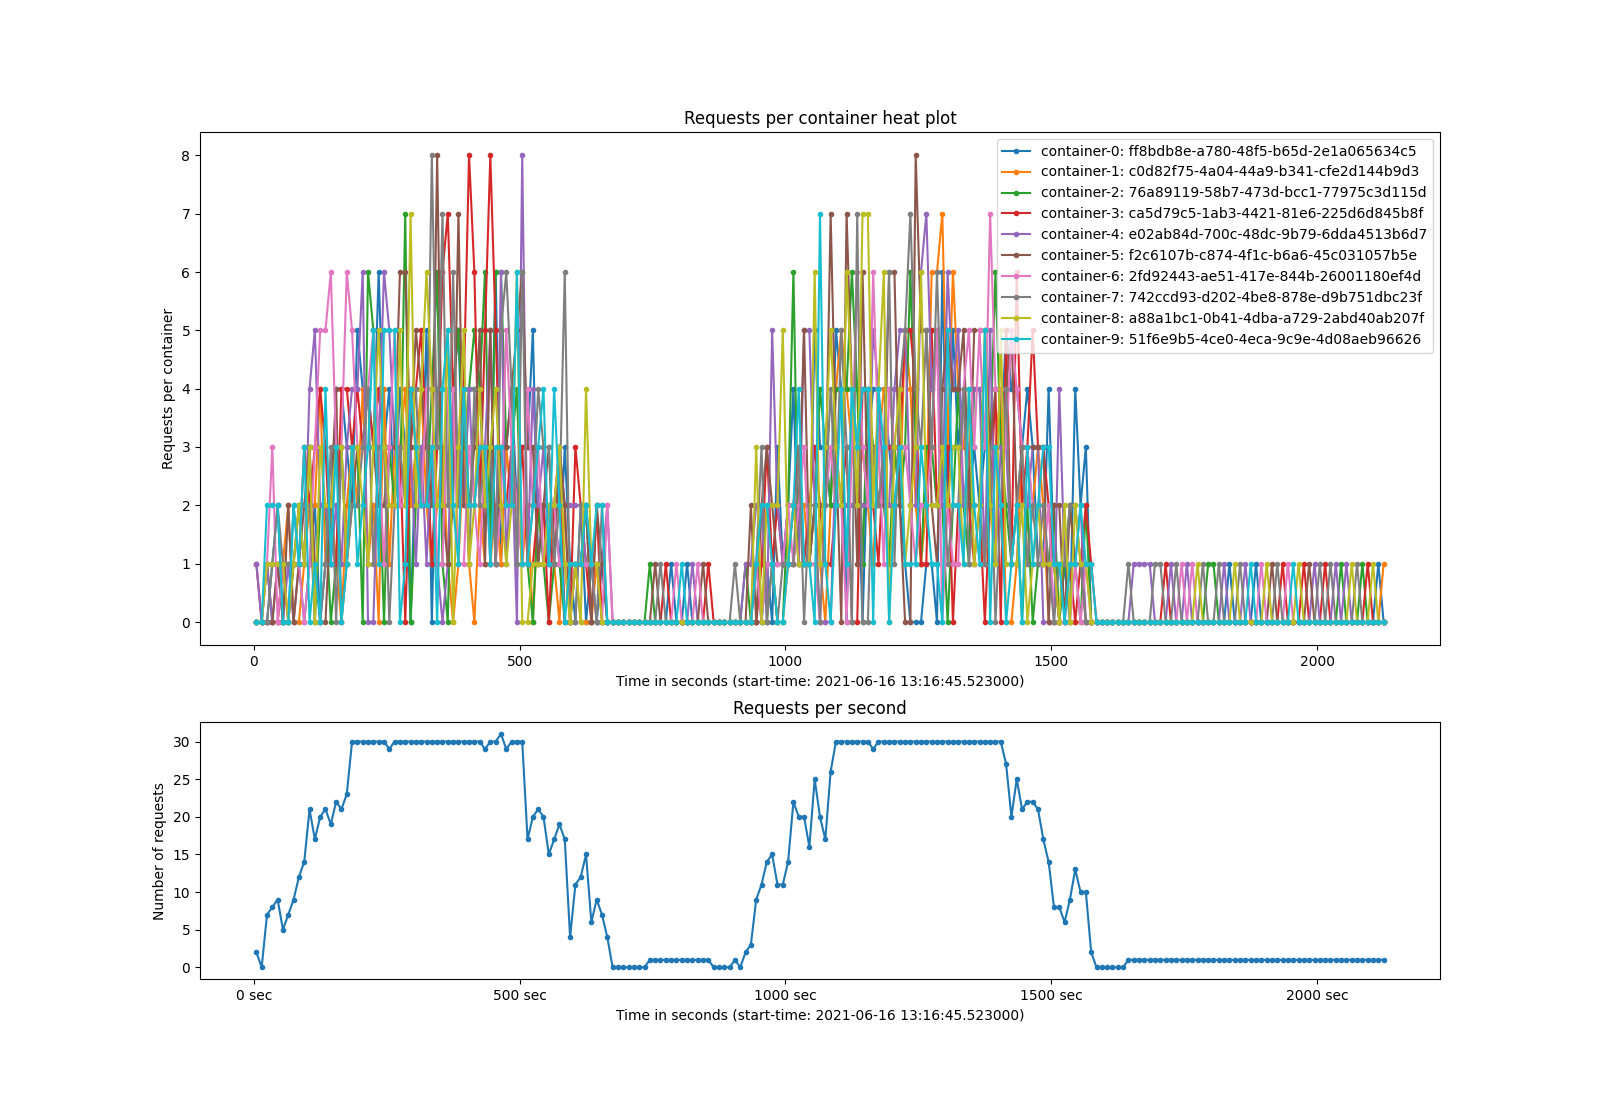 Requests per container heat plot
8
7
6
5
4
3
2
1
0
Requests per container
container-0: ff8bdb8e-a780-48f5-b65d-2e1a065634c5
container-1: c0d82f75-4a04-44a9-b341-cfe2d144b9d3
container-2: 76a89119-58b7-473d-bcc1-77975c3d115d
container-3: ca5d79c5-1ab3-4421-81e6-225d6d845b8f
container-4: e02ab84d-700c-48dc-9b79-6dda4513b6d7
container-5: f2c6107b-c874-4f1c-b6a6-45c031057b5e
container-6: 2fd92443-ae51-417e-844b-26001180ef4d
container-7: 742ccd93-d202-4be8-878e-d9b751dbc23f
container-8: a88a1bc1-0b41-4dba-a729-2abd40ab207f
container-9: 51f6e9b5-4ce0-4eca-9c9e-4d08aeb96626
0 500 1000 1500 2000
Time in seconds (start-time: 2021-06-16 13:16:45.523000)
Requests per second
30
25
20
15
10
5
0
Number of requests
0 sec 500 sec 1000 sec 1500 sec 2000 sec
Time in seconds (start-time: 2021-06-16 13:16:45.523000)